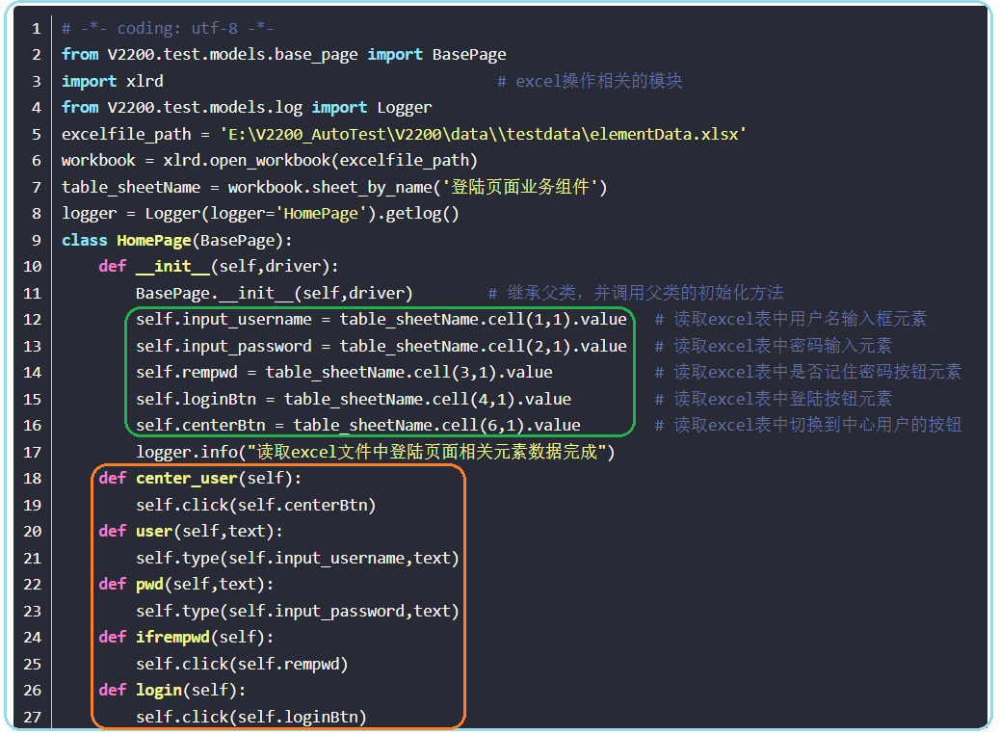 1 # -*- coding: utf-8 -*-
2 from V2200.test.models.base_page import BasePage
3 import xlrd # excel操作相关的模块
4 from V2200.test.models.log import Logger
5 excelfile_path = 'E:\V2200_AutoTest\V2200\data\\testdata\elementData.xlsx'
6 workbook = xlrd.open_workbook(excelfile_path)
7 table_sheetName = workbook.sheet_by_name('登陆页面业务组件')
8 logger = Logger(logger='HomePage').getlog()
9 class HomePage(BasePage):
10 def __init__(self,driver):
11 BasePage.__init__(self,driver) # 继承父类，并调用父类的初始化方法
12 self.input_username = table_sheetName.cell(1,1).value # 读取excel表中用户名输入框元素
13 self.input_password = table_sheetName.cell(2,1).value # 读取excel表中密码输入元素
14 self.rempwd = table_sheetName.cell(3,1).value # 读取excel表中是否记住密码按钮元素
15 self.loginBtn = table_sheetName.cell(4,1).value # 读取excel表中登陆按钮元素
16 self.centerBtn = table_sheetName.cell(6,1).value # 读取excel表中切换到中心用户的按钮
17 logger.info("读取excel文件中登陆页面相关元素数据完成")
18 def center_user(self):
19 self.click(self.centerBtn)
20 def user(self,text):
21 self.type(self.input_username,text)
22 def pwd(self,text):
23 self.type(self.input_password,text)
24 def ifrempwd(self):
25 self.click(self.rempwd)
26 def login(self):
27 self.click(self.loginBtn)